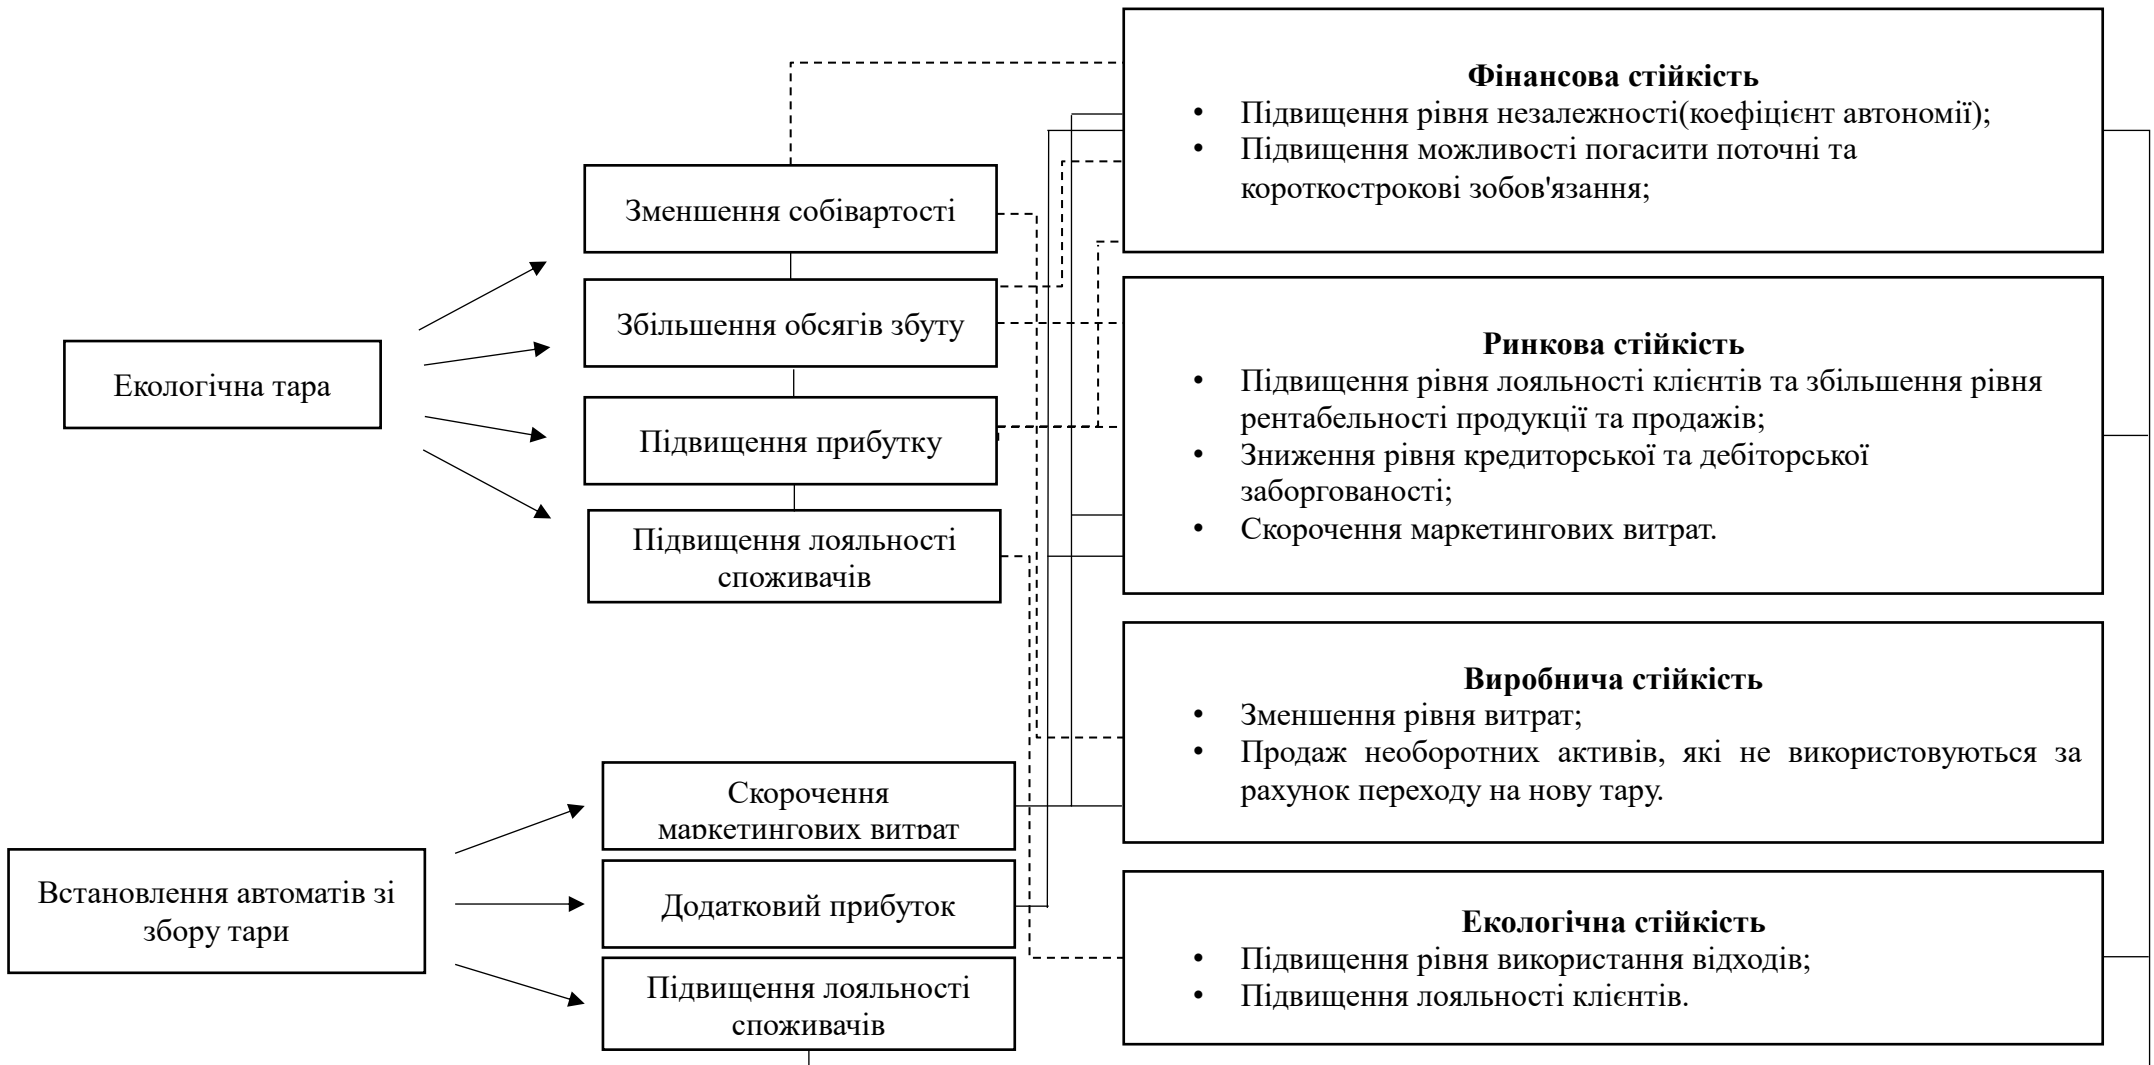 Екологічна тара
Зменшення собівартості
Збільшення обсягів збуту
Підвищення прибутку
Підвищення лояльності
споживачів
Встановлення автоматів зі
збору тари
Скорочення
маркетингових витрат
Додатковий прибуток
Підвищення лояльності
споживачів
Фінансова стійкість
• Підвищення рівня незалежності(коефіцієнт автономії);
• Підвищення можливості погасити поточні та
короткострокові зобов'язання;
Ринкова стійкість
• Підвищення рівня лояльності клієнтів та збільшення рівня
рентабельності продукції та продажів;
• Зниження рівня кредиторської та дебіторської
заборгованості;
• Скорочення маркетингових витрат.
Виробнича стійкість
• Зменшення рівня витрат;
• Продаж необоротних активів, які не використовуються за
рахунок переходу на нову тару.
Екологічна стійкість
• Підвищення рівня використання відходів;
• Підвищення лояльності клієнтів.